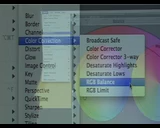 Blur
Border
Channel
Color Correction
Distort
Glow
Image Control
Key
Matte
Perspective
QuickTime
Sharpen
Stylize
Broadcast Safe
Color Corrector
Color Corrector 3-way
Desaturate Highlights
Desaturate Lows
RGB Balance
RGB Limit